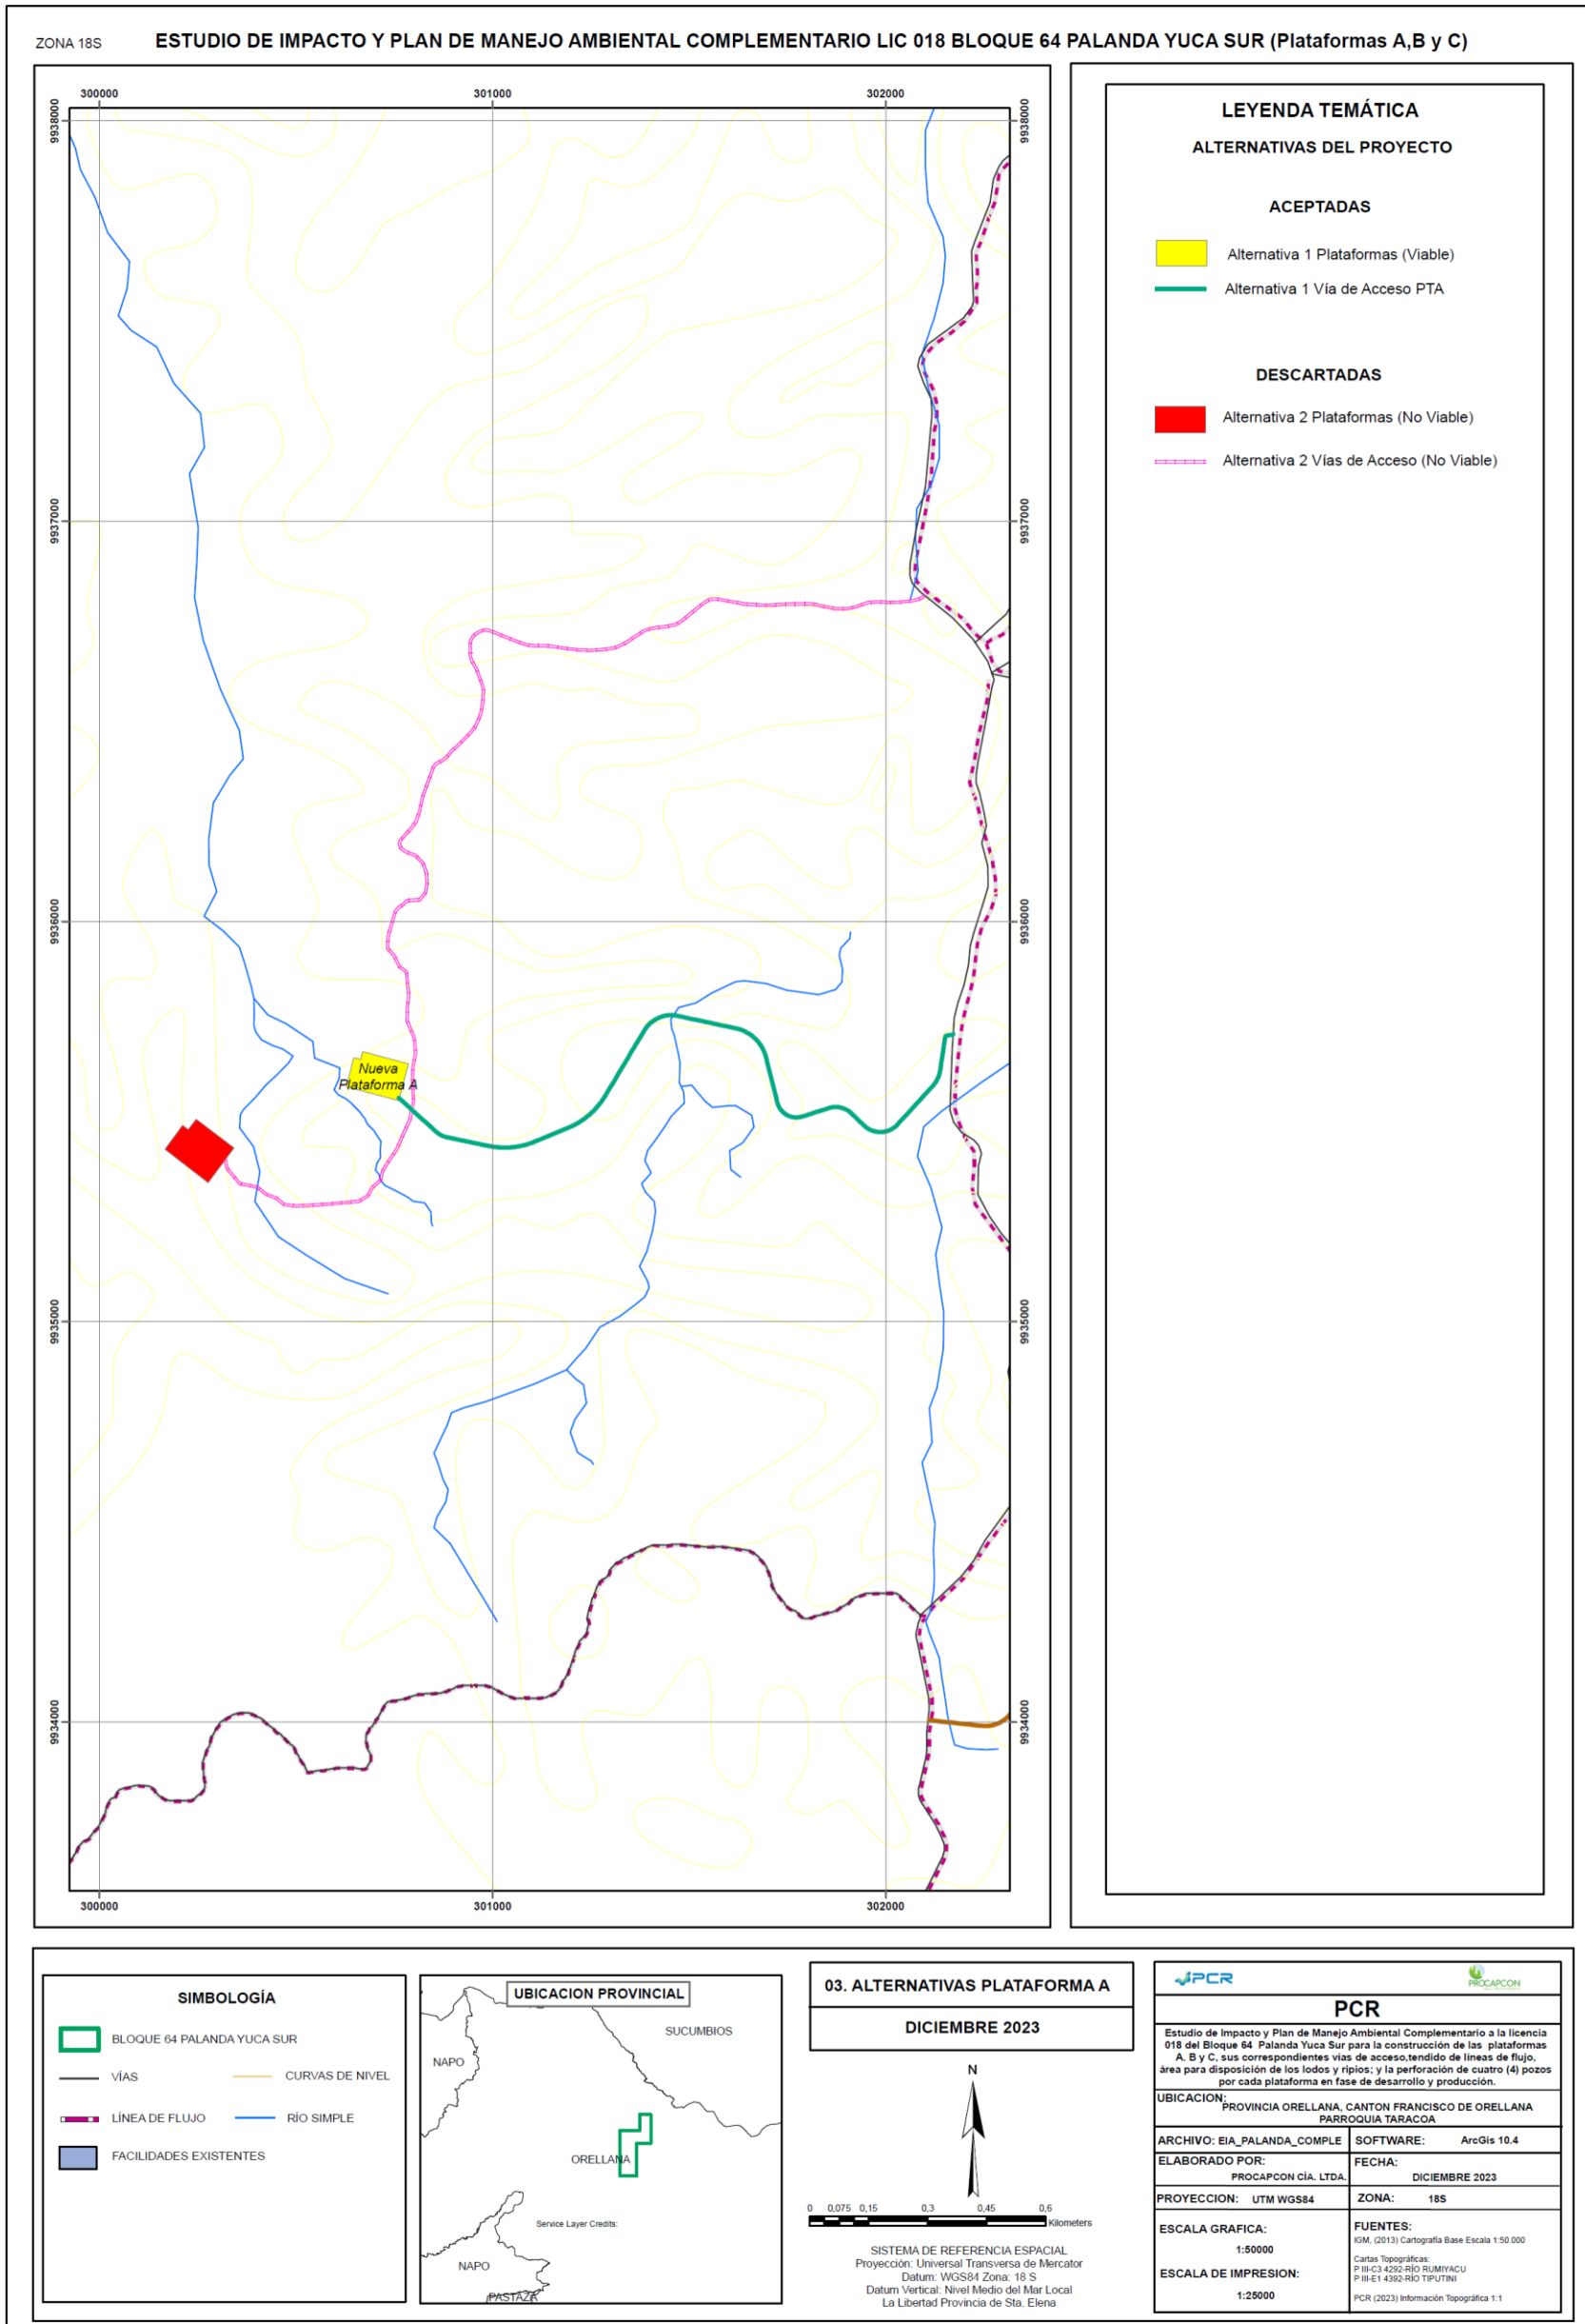 ZONA 18S
ESTUDIO DE IMPACTO Y PLAN DE MANEJO AMBIENTAL COMPLEMENTARIO LIC 018 BLOQUE 64 PALANDA YUCA SUR (Plataformas A,B y C)
300000
301000
302000
9938000
9938000
9937000
9937000
9936000
9936000
Nueva
Plataforma A
9935000
9935000
9934000
9934000
300000
301000
302000
LEYENDA TEMÁTICA
ALTERNATIVAS DEL PROYECTO
ACEPTADAS
Alternativa 1 Plataformas (Viable)
Alternativa 1 Vía de Acceso PTA
DESCARTADAS
Alternativa 2 Plataformas (No Viable)
Alternativa 2 Vías de Acceso (No Viable)
SIMBOLOGÍA
BLOQUE 64 PALANDA YUCA SUR
VÍAS
CURVAS DE NIVEL
LÍNEA DE FLUJO
RÍO SIMPLE
FACILIDADES EXISTENTES
UBICACION PROVINCIAL
SUCUMBIOS
NAPO
ORELLANA
Service Layer Credits:
NAPO
PASTAZA
03. ALTERNATIVAS PLATAFORMA A
DICIEMBRE 2023
N
0 0,075 0,15 0,3 0,45 0,6
Kilometers
SISTEMA DE REFERENCIA ESPACIAL
Proyección: Universal Transversa de Mercator
Datum: WGS84 Zona: 18 S
Datum Vertical: Nivel Medio del Mar Local
La Libertad Provincia de Sta. Elena
PCR
PROCAPCON
PCR
Estudio de Impacto y Plan de Manejo Ambiental Complementario a la licencia
018 del Bloque 64 Palanda Yuca Sur para la construcción de las plataformas
A, B y C, sus correspondientes vías de acceso,tendido de líneas de flujo,
área para disposición de los lodos y ripios; y la perforación de cuatro (4) pozos
por cada plataforma en fase de desarrollo y producción.
UBICACION:
PROVINCIA ORELLANA, CANTON FRANCISCO DE ORELLANA
PARROQUIA TARACOA
ARCHIVO: EIA_PALANDA_COMPLE
SOFTWARE: ArcGis 10.4
ELABORADO POR:
PROCAPCON CÍA. LTDA.
FECHA:
DICIEMBRE 2023
PROYECCION: UTM WGS84
ZONA: 18S
ESCALA GRAFICA:
1:50000
ESCALA DE IMPRESION:
1:25000
FUENTES:
IGM, (2013) Cartografía Base Escala 1:50.000
Cartas Topográficas:
P III-C3 4292-RÍO RUMIYACU
P III-E1 4392-RÍO TIPUTINI
PCR (2023) Información Topográfica 1:1